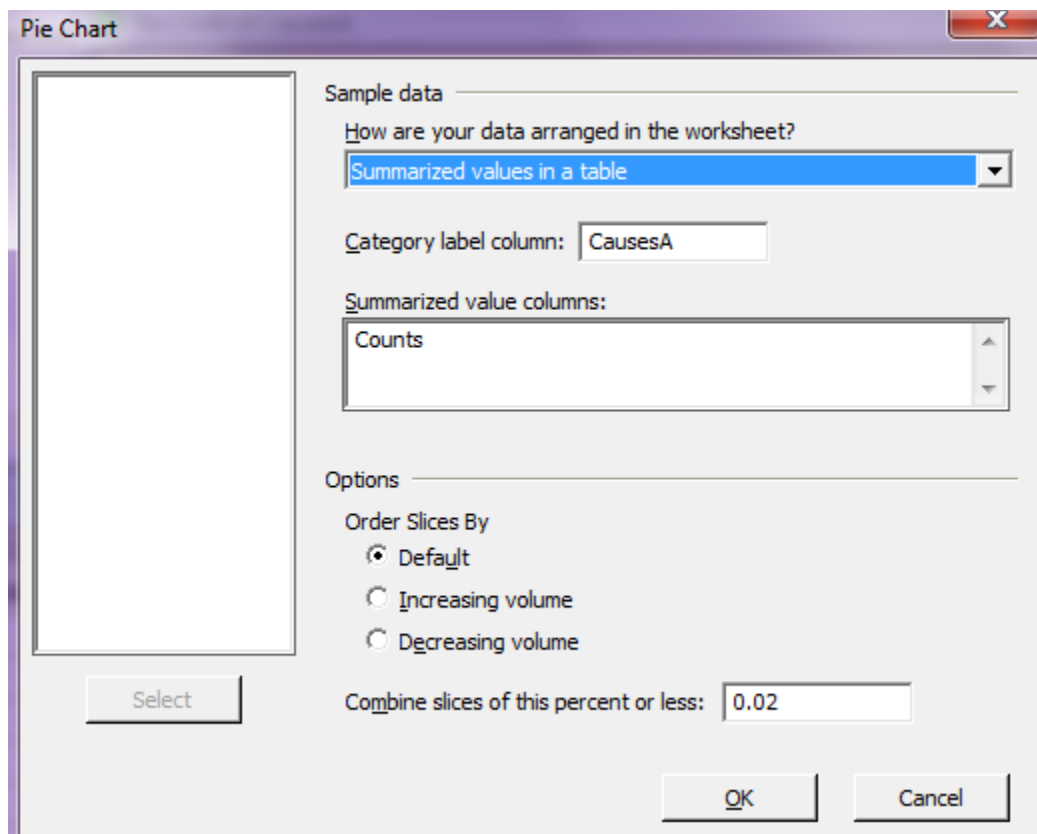 Pie Chart
X
Sample data
How are your data arranged in the worksheet?
Summarized values in a table
Category label column: CausesA
Summarized value columns:
Counts
Options
Order Slices By
Default
Increasing volume
Decreasing volume
Select
Combine slices of this percent or less: 0.02
OK
Cancel